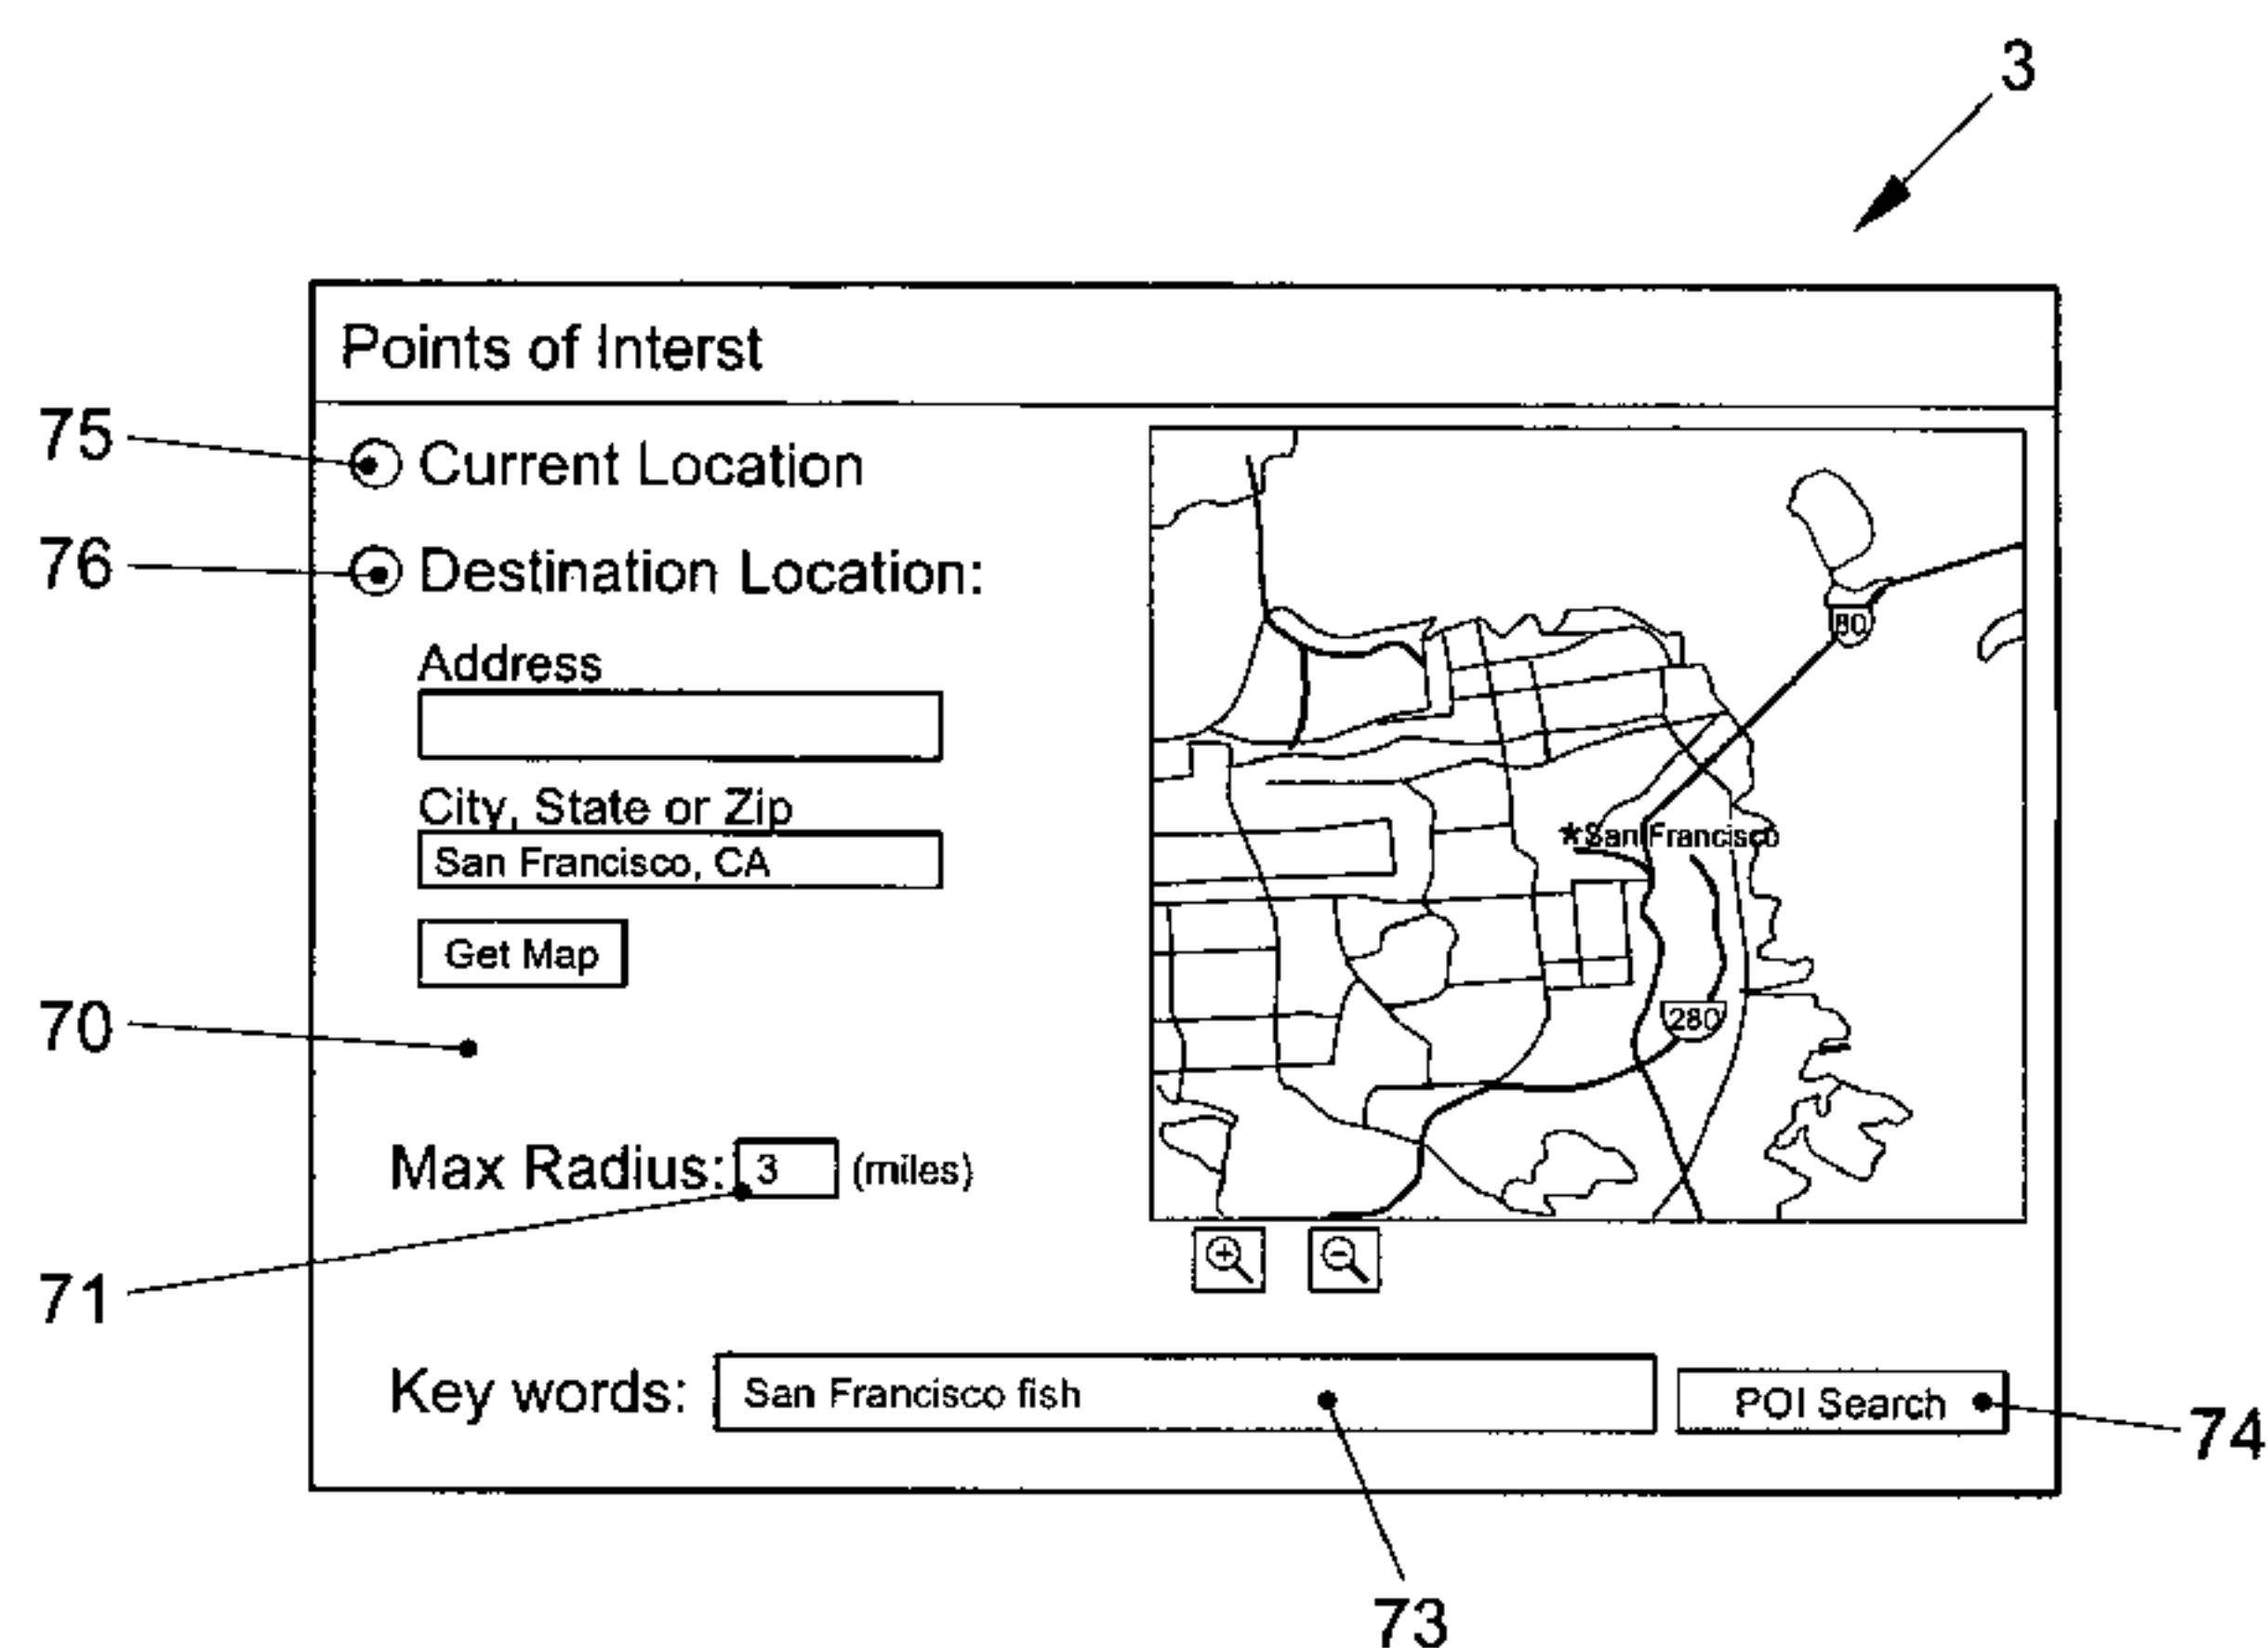 3
Points of Interst
75
Current Location
76
Destination Location:
Address
80
City, State or Zip
San Francisco, CA
*San Francisco
Get Map
70
280
Max Radius: 3 (miles)
71
Key words: San Francisco fish
POI Search
74
73